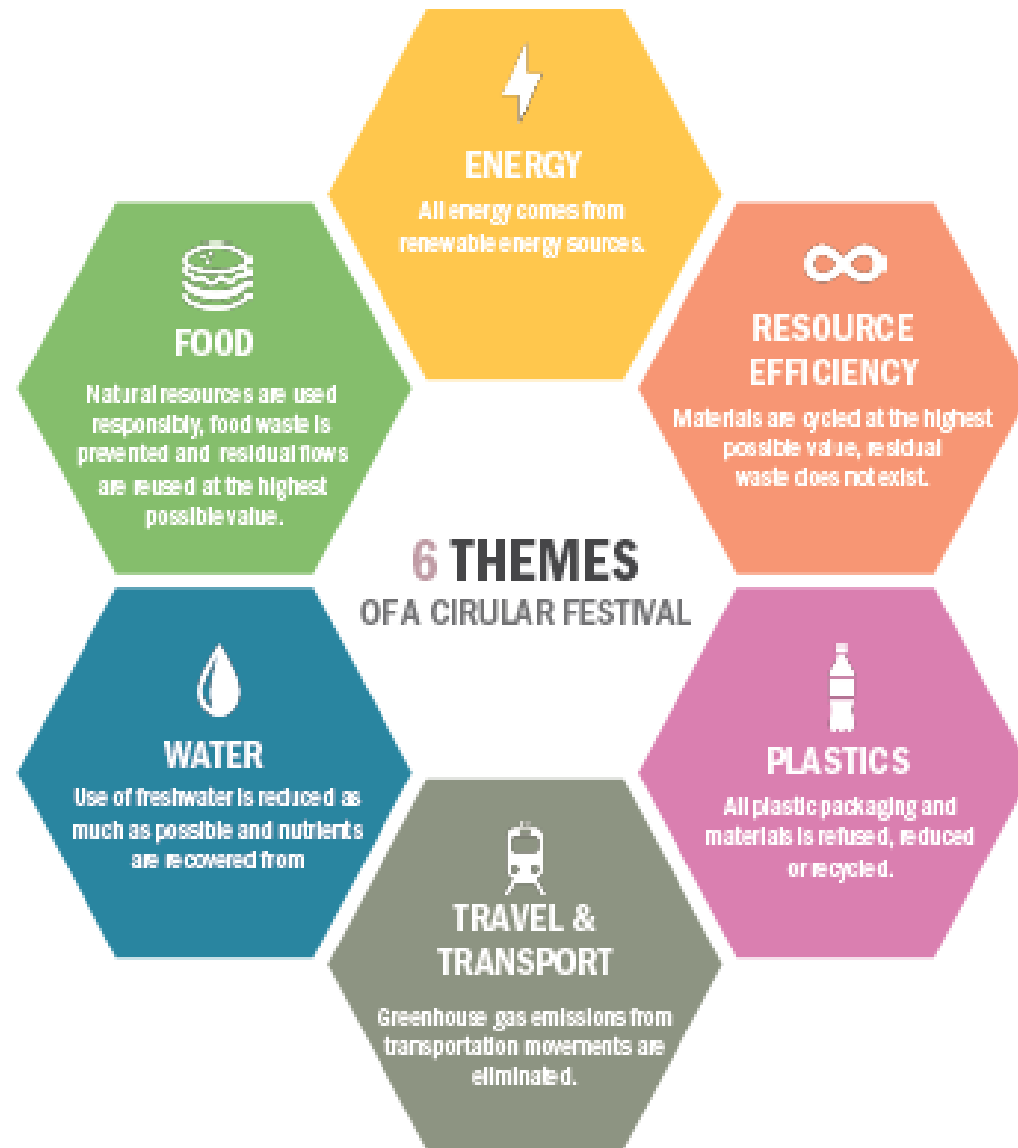 ENERGY
All energy comes from
renewable energy sources.
FOOD
Natural resources are used
responsibly, food waste is
prevented and residual flows
are reused at the highest
possible value.
RESOURCE
EFFICIENCY
Materials are cycled at the highest
possible value, residual
waste does not exist.
6 THEMES
OF A CIRULAR FESTIVAL
WATER
Use of freshwater is reduced as
much as possible and nutrients
are recovered from
PLASTICS
All plastic packaging and
materials is refused, reduced
or recycled.
TRAVEL &
TRANSPORT
Greenhouse gas emissions from
transportation movements are
eliminated.